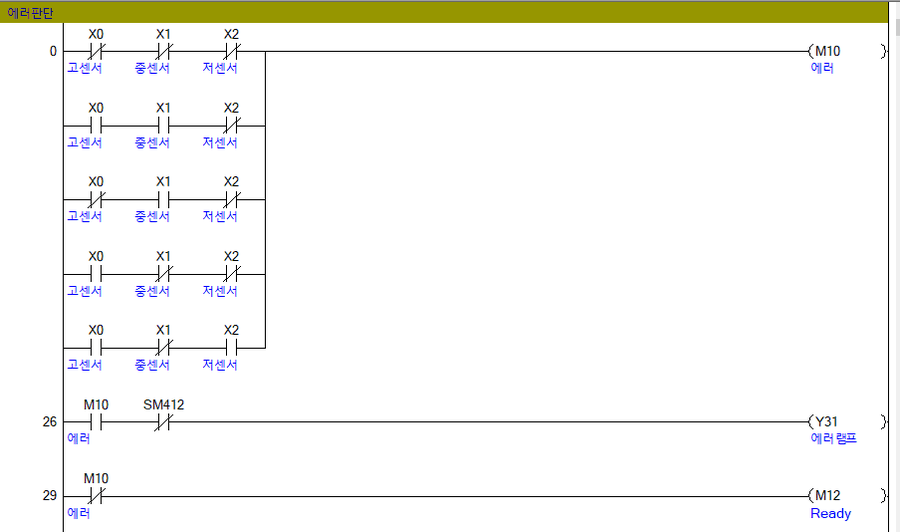 에러판단
X0 X1 X2
0 (M10 )
고센서 중센서 저센서 에러
X0 X1 X2
고센서 중센서 저센서
X0 X1 X2
고센서 중센서 저센서
X0 X1 X2
고센서 중센서 저센서
X0 X1 X2
고센서 중센서 저센서
M10 SM412
26 (Y31 )
에러 에러램프
M10
29 (M12 )
에러 Ready